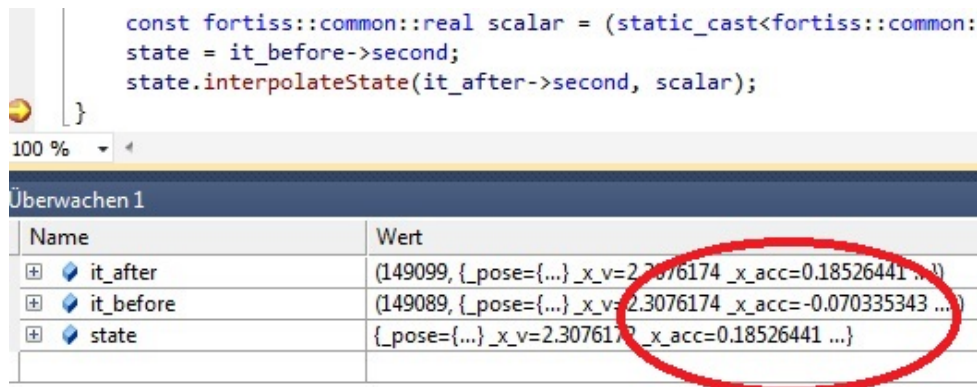 const fortiss::common::real scalar = (static_cast<fortiss::common:
state = it_before->second;
state.interpolateState(it_after->second, scalar);
}
100 %
Überwachen 1
Name Wert
it_after (149099, {_pose={...} _x_v=2.3076174 _x_acc=0.18526441 ...})
it_before (149089, {_pose={...} _x_v=2.3076174 _x_acc=-0.070335343 ...})
state {_pose={...} _x_v=2.3076172 _x_acc=0.18526441 ...}